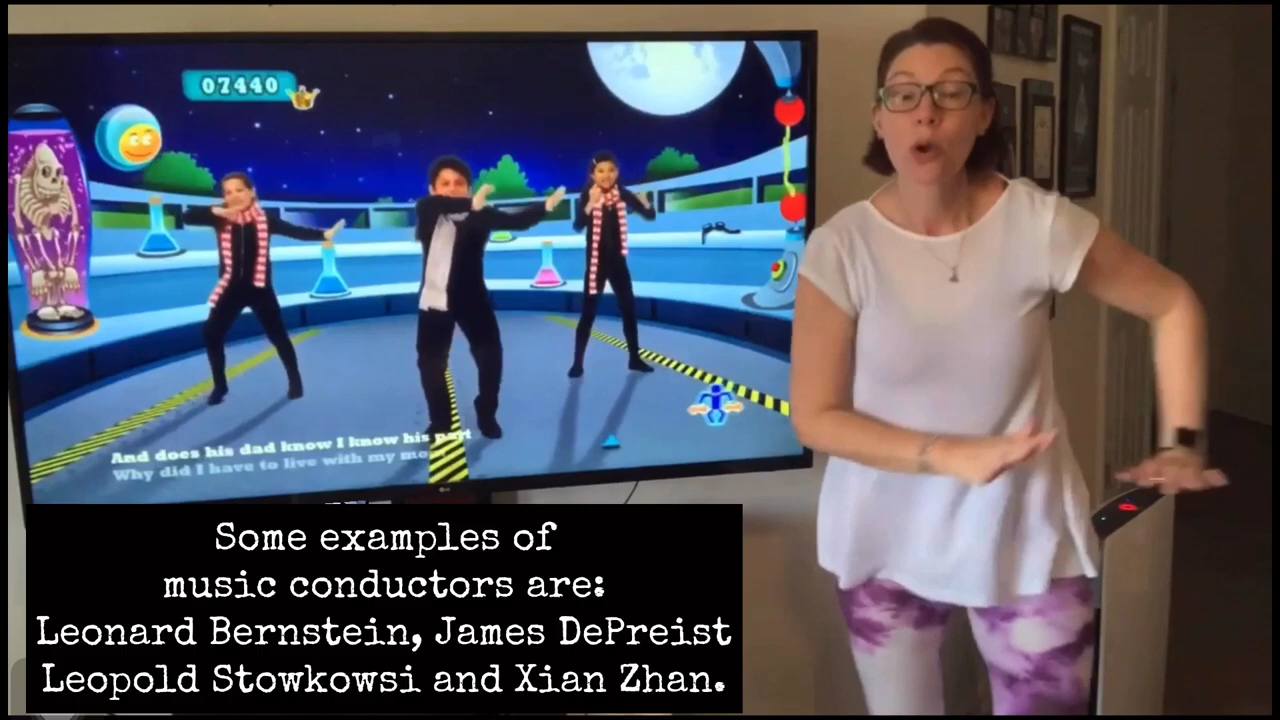 07440
And does his dad know I know his part
Why did I have to live with my mo
Some examples of
music conductors are:
Leonard Bernstein, James DePreist
Leopold Stowkowsi and Xian Zhan.